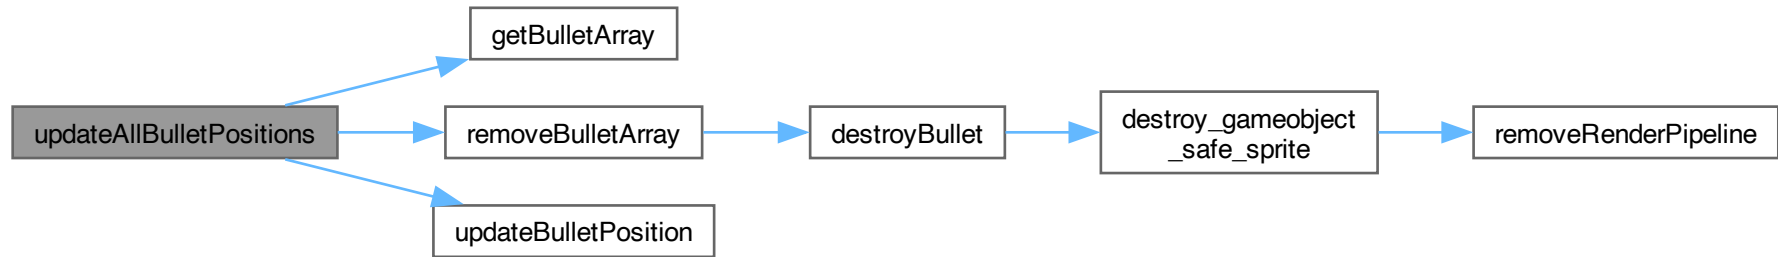 getBulletArray
updateAllBulletPositions
removeBulletArray
destroyBullet
destroy_gameobject
_safe_sprite
removeRenderPipeline
updateBulletPosition